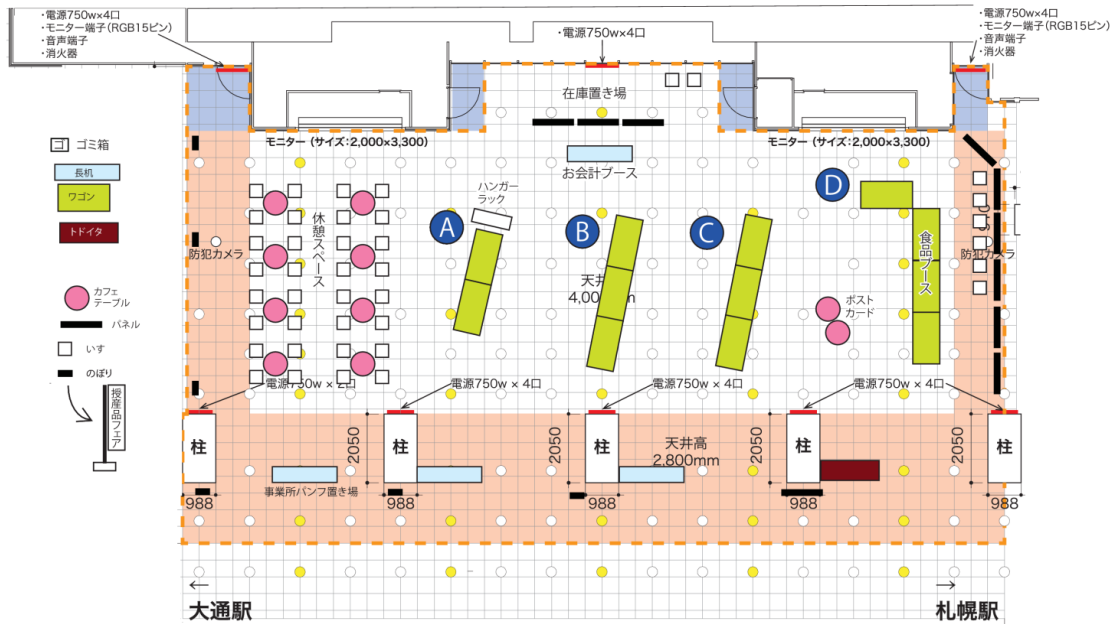 ・電源750w×4口
・モニター端子(RGB15ピン)
・音声端子
・消火器
・電源750w×4口
・電源750w×4口
・モニター端子(RGB15ピン)
・音声端子
・消火器
在庫置き場
モニター (サイズ:2,000×3,300)
モニター (サイズ:2,000×3,300)
お会計ブース
ゴ ゴミ箱
長机
ワゴン
トドイタ
カフェ
テーブル
パネル
いす
のぼり
授産品フェア
ハンガー
ラック
A
B
C
D
休憩スペース
防犯カメラ
天井
4,00
食品ブース
防犯カメラ
ポスト
カード
電源750w × 2口
電源750w × 4口
電源750w × 4口
電源750w × 4口
柱
2050
柱
2050
柱
天井高
2,800mm
2050
柱
2050
柱
事業所パンフ置き場
988
988
988
988
988
大通駅
札幌駅